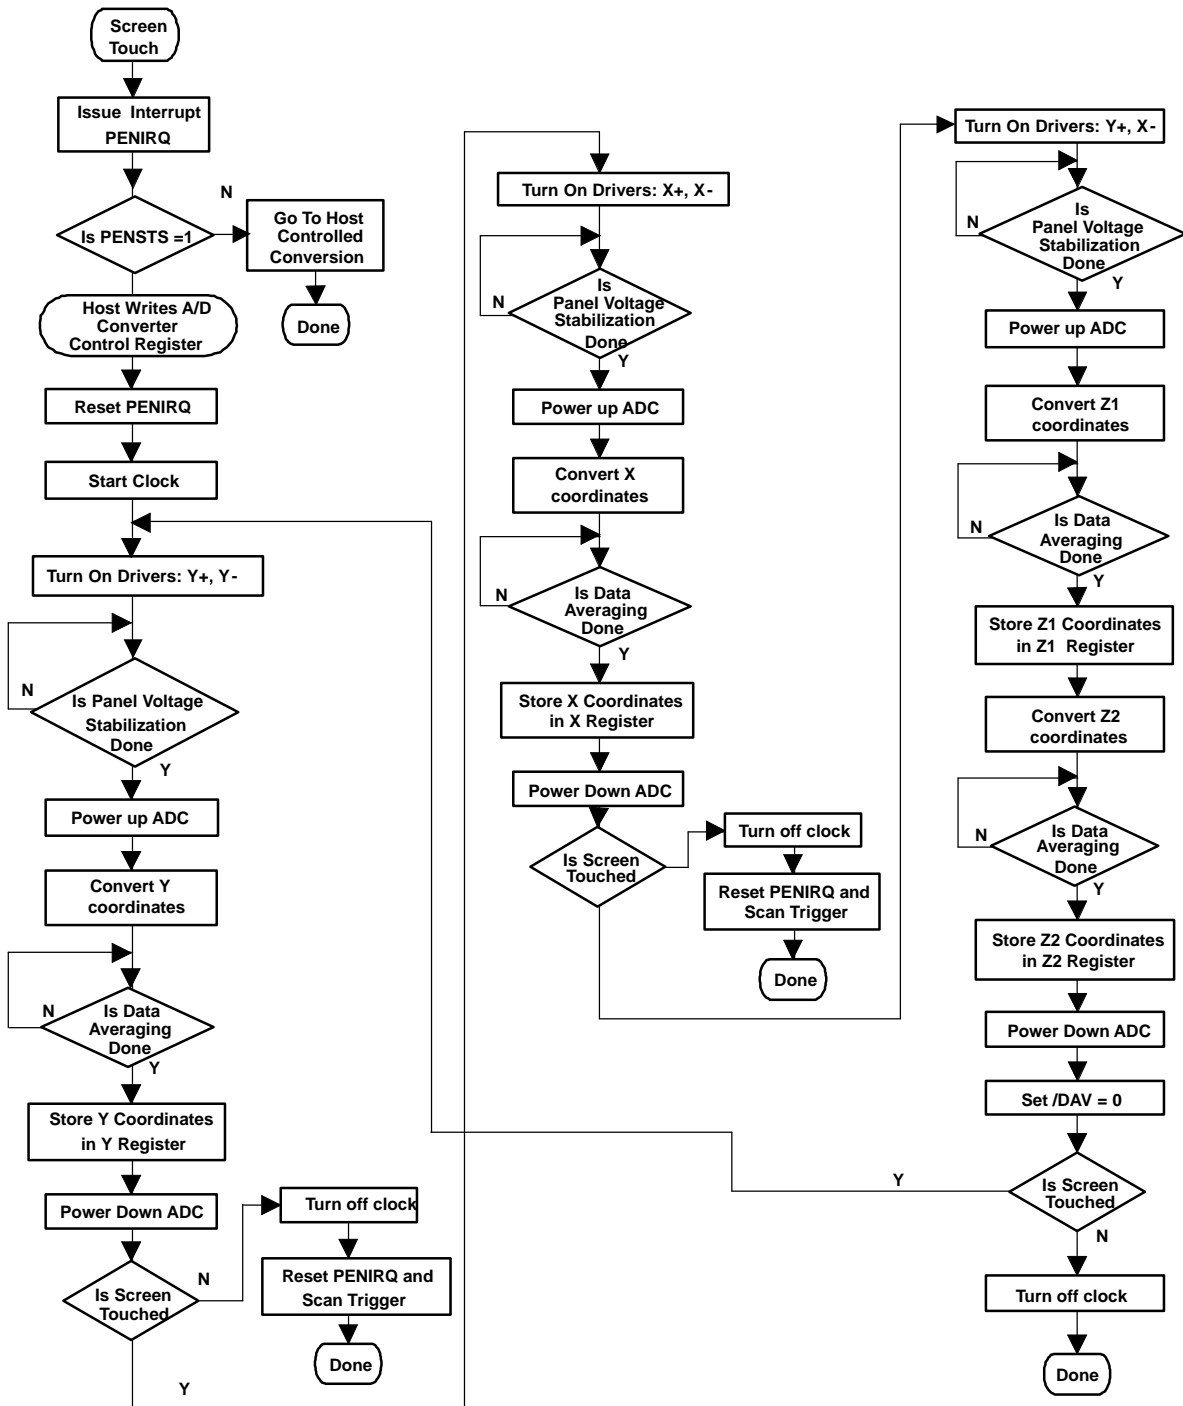 Screen
Touch
Issue Interrupt
PENIRQ
N
Is PENSTS =1
Go To Host
Controlled
Conversion
Done
Host Writes A/D
Converter
Control Register
Reset PENIRQ
Start Clock
Turn On Drivers: Y+, Y-
N
Is Panel Voltage
Stabilization
Done
Y
Power up ADC
Convert Y
coordinates
N
Is Data
Averaging
Done
Y
Store Y Coordinates
in Y Register
Power Down ADC
N
Is Screen
Touched
Y
Turn off clock
Reset PENIRQ and
Scan Trigger
Done
Turn On Drivers: X+, X-
N
Is
Panel Voltage
Stabilization
Done
Y
Power up ADC
Convert X
coordinates
N
Is Data
Averaging
Done
Y
Store X Coordinates
in X Register
Power Down ADC
Is Screen
Touched
Turn off clock
Reset PENIRQ and
Scan Trigger
Done
Turn On Drivers: Y+, X-
N
Is
Panel Voltage
Stabilization
Done
Y
Power up ADC
Convert Z1
coordinates
N
Is Data
Averaging
Done
Y
Store Z1 Coordinates
in Z1 Register
Convert Z2
coordinates
N
Is Data
Averaging
Done
Y
Store Z2 Coordinates
in Z2 Register
Power Down ADC
Set /DAV = 0
Y
Is Screen
Touched
N
Turn off clock
Done